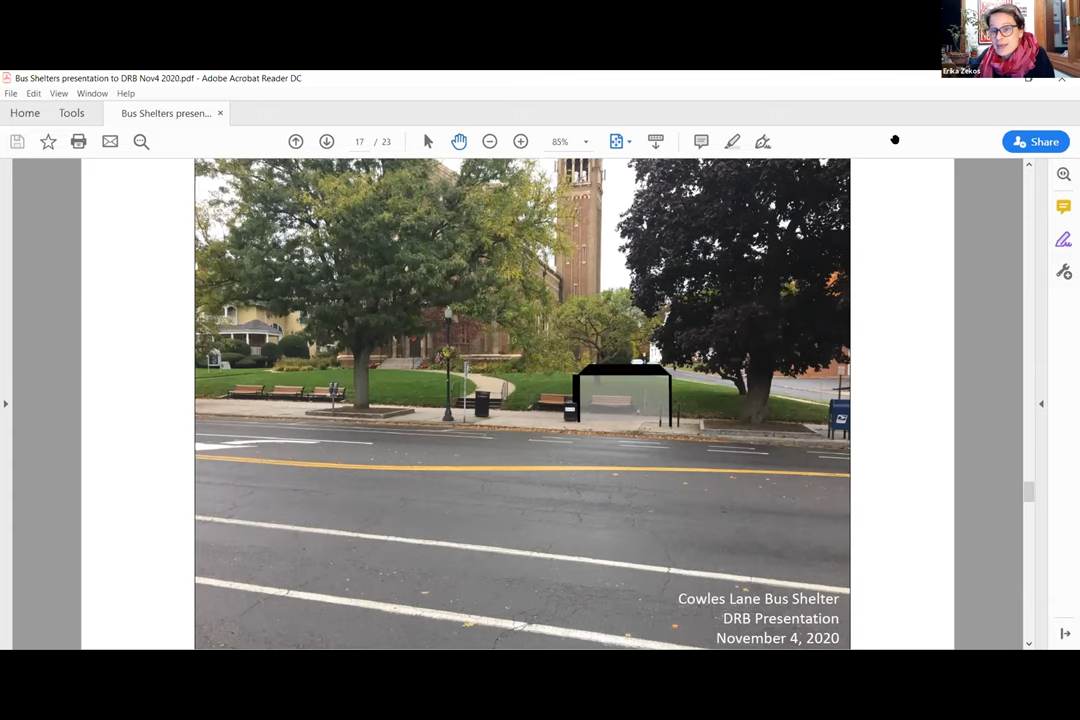 Erika Zekos
Bus Shelters presentation to DRB Nov4 2020.pdf - Adobe Acrobat Reader DC
File Edit View Window Help
Home Tools Bus Shelters presen... ×
17 / 23 85% Share
Cowles Lane Bus Shelter
DRB Presentation
November 4, 2020